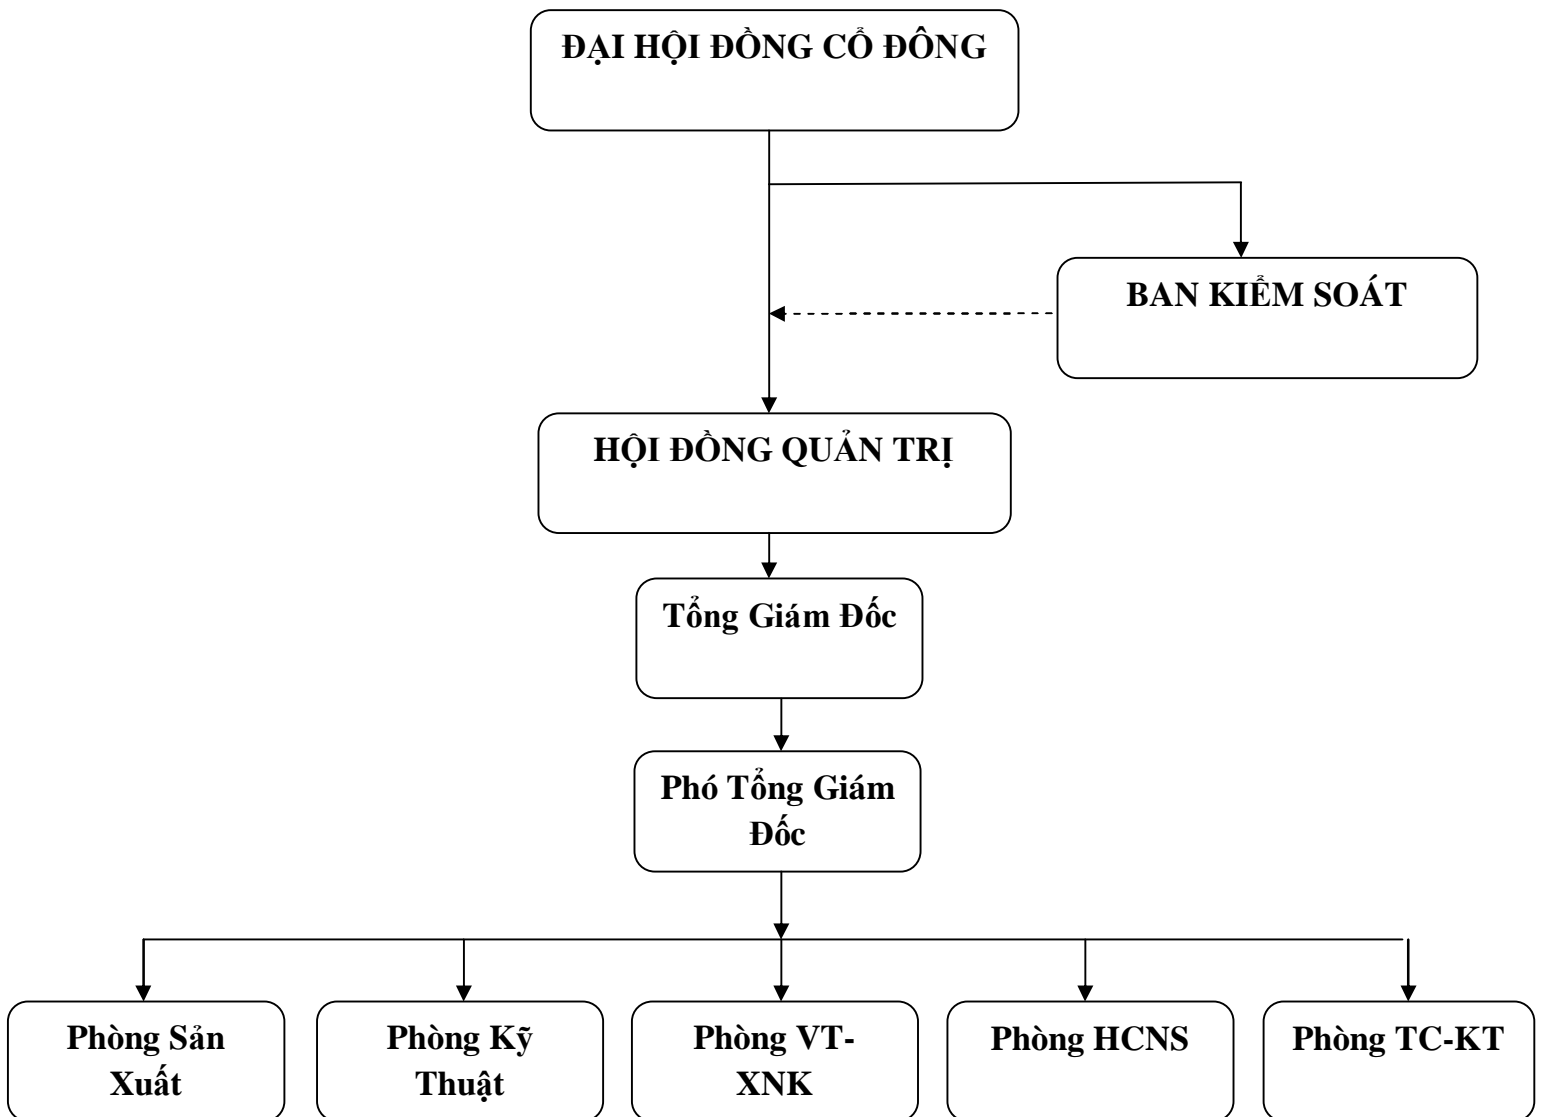 ĐẠI HỘI ĐỒNG CỔ ĐÔNG
BAN KIỂM SOÁT
HỘI ĐỒNG QUẢN TRỊ
Tổng Giám Đốc
Phó Tổng Giám
Đốc
Phòng Sản
Xuất
Phòng Kỹ
Thuật
Phòng VT-
XNK
Phòng HCNS
Phòng TC-KT